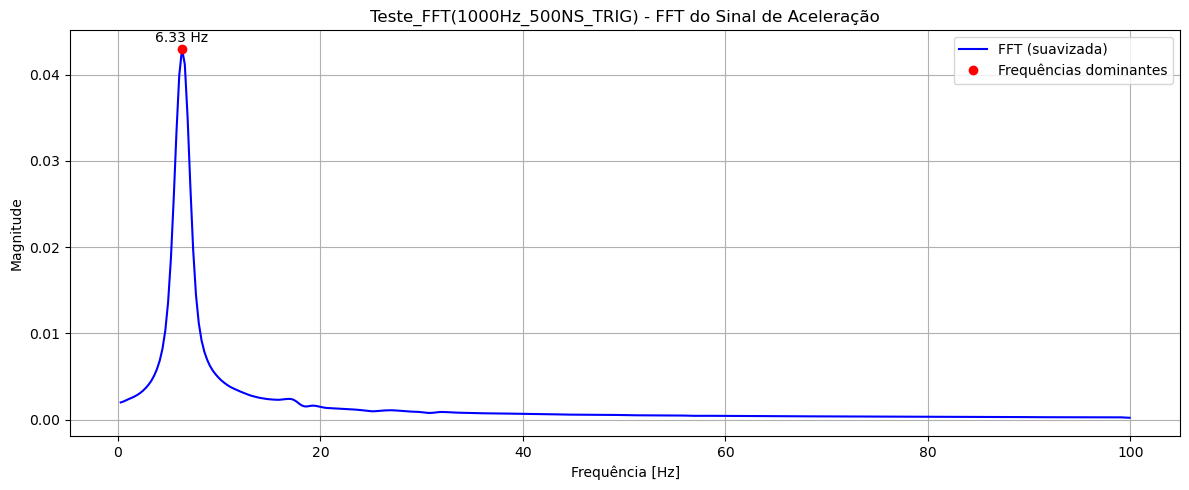 Teste_FFT(1000Hz_500NS_TRIG) - FFT do Sinal de Aceleração
6.33 Hz
FFT (suavizada)
Frequências dominantes
Magnitude
0.04
0.03
0.02
0.01
0.00
0 20 40 60 80 100
Frequência [Hz]